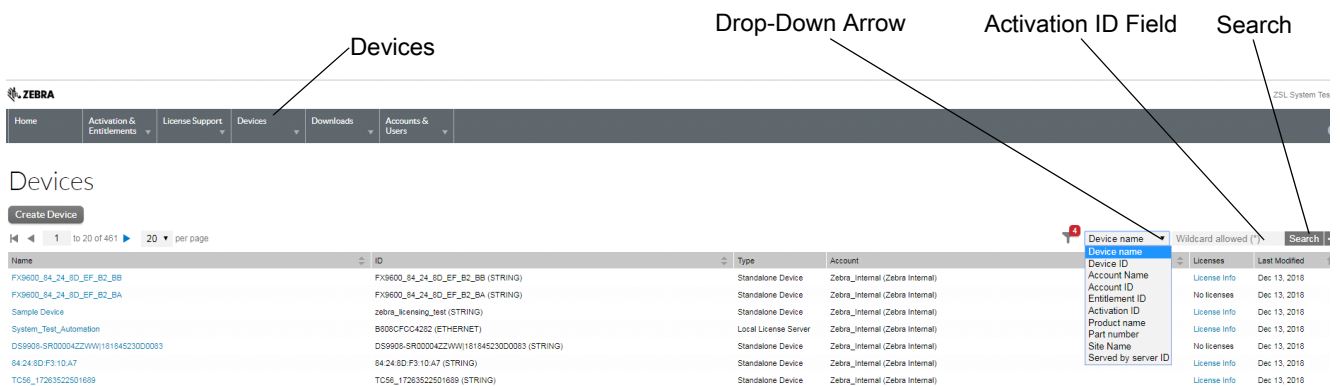 Drop-Down Arrow Activation ID Field Search
Devices
ZEBRA ZSL System Tes
Home Activation & Entitlements License Support Devices Downloads Accounts & Users
Devices
Create Device
1 to 20 of 461 20 per page 4 Device name Wildcard allowed (*) Search
Name ID Type Account Licenses Last Modified
FX9600_84_24_8D_EF_B2_BB FX9600_84_24_8D_EF_B2_BB (STRING) Standalone Device Zebra_Internal (Zebra Internal) License Info Dec 13, 2018
FX9600_84_24_8D_EF_B2_BA FX9600_84_24_8D_EF_B2_BA (STRING) Standalone Device Zebra_Internal (Zebra Internal) No licenses Dec 13, 2018
Sample Device zebra_licensing_test (STRING) Standalone Device Zebra_Internal (Zebra Internal) License Info Dec 13, 2018
System_Test_Automation B808CFCC4282 (ETHERNET) Local License Server Zebra_Internal (Zebra Internal) License Info Dec 13, 2018
DS9908-SR00004ZZWW|181845230D0083 DS9908-SR00004ZZWW|181845230D0083 (STRING) Standalone Device Zebra_Internal (Zebra Internal) No licenses Dec 13, 2018
84:24:8D:F3:10:A7 84:24:8D:F3:10:A7 (STRING) Standalone Device Zebra_Internal (Zebra Internal) License Info Dec 13, 2018
TC56_17263522501689 TC56_17263522501689 (STRING) Standalone Device Zebra_Internal (Zebra Internal) License Info Dec 13, 2018
Device name
Device ID
Account Name
Account ID
Entitlement ID
Activation ID
Product name
Part number
Site Name
Served by server ID